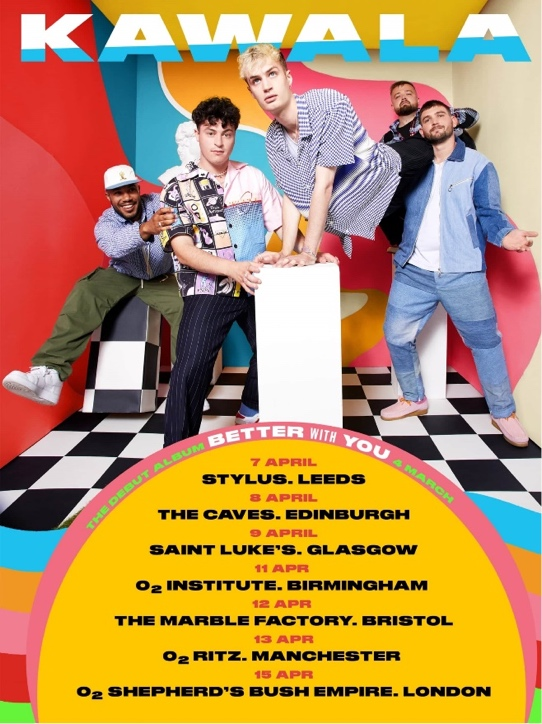 KAWALA
THE DEBUT ALBUM BETTER WITH YOU 4 MARCH
7 APRIL
STYLUS. LEEDS
8 APRIL
THE CAVES. EDINBURGH
9 APRIL
SAINT LUKE'S. GLASGOW
11 APR
O2 INSTITUTE. BIRMINGHAM
12 APR
THE MARBLE FACTORY. BRISTOL
13 APR
O2 RITZ. MANCHESTER
15 APR
O2 SHEPHERD'S BUSH EMPIRE. LONDON